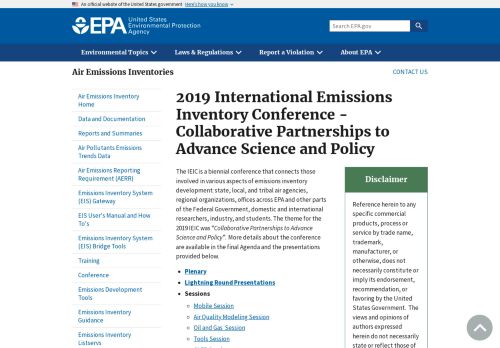 An official website of the United States government Here's how you know
EPA United States
Environmental Protection
Agency
Search EPA.gov
Environmental Topics
Laws & Regulations
Report a Violation
About EPA
Air Emissions Inventories
CONTACT US
Air Emissions Inventory
Home
Data and Documentation
Reports and Summaries
Air Pollutants Emissions
Trends Data
Air Emissions Reporting
Requirement (AERR)
Emissions Inventory System
(EIS) Gateway
EIS User's Manual and How
To's
Emissions Inventory System
(EIS) Bridge Tools
Training
Conference
Emissions Development
Tools
Emissions Inventory
Guidance
Emissions Inventory
Listservs
2019 International Emissions
Inventory Conference -
Collaborative Partnerships to
Advance Science and Policy
The IEIC is a biennial conference that connects those
involved in various aspects of emissions inventory
development: state, local, and tribal air agencies,
regional organizations, offices across EPA and other parts
of the Federal Government, domestic and international
researchers, industry, and students. The theme for the
2019 IEIC was "Collaborative Partnerships to Advance
Science and Policy". More details about the conference
are available in the final Agenda and the presentations
provided below.
Plenary
Lightning Round Presentations
Sessions
Mobile Session
Air Quality Modeling Session
Oil and Gas Session
Tools Session
Disclaimer
Reference herein to any
specific commercial
products, process or
service by trade name,
trademark,
manufacturer, or
otherwise, does not
necessarily constitute or
imply its endorsement,
recommendation, or
favoring by the United
States Government. The
views and opinions of
authors expressed
herein do not necessarily
state or reflect those of